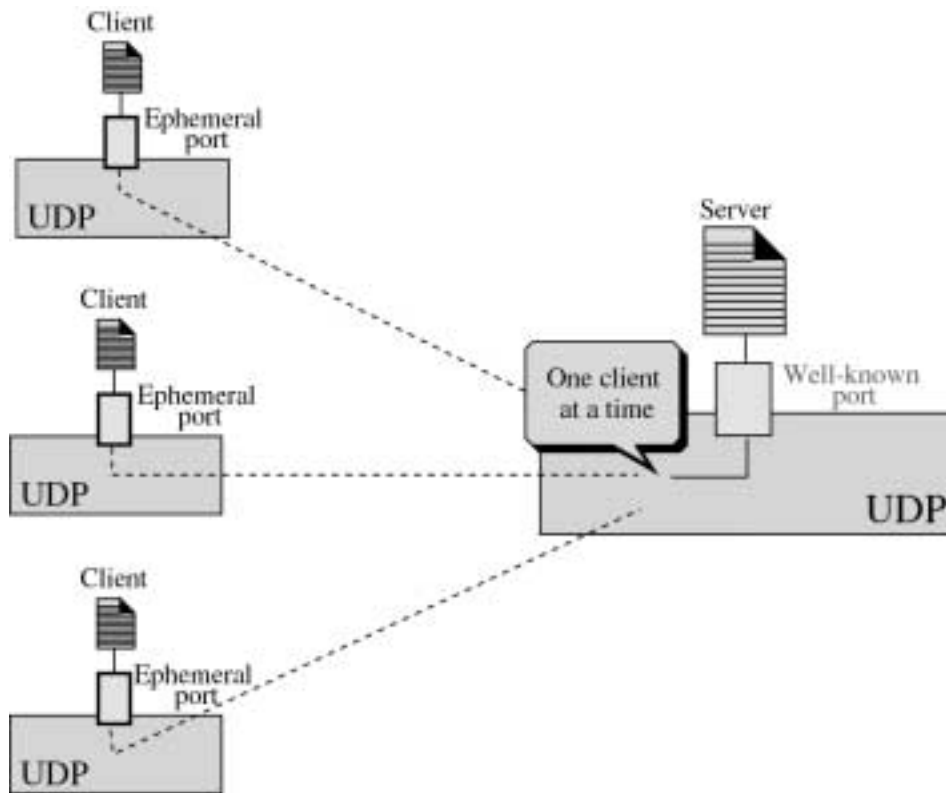 Client
Ephemeral
port
UDP
Server
Client
One client
at a time
Well-known
port
Ephemeral
port
UDP
UDP
Client
Ephemeral
port
UDP